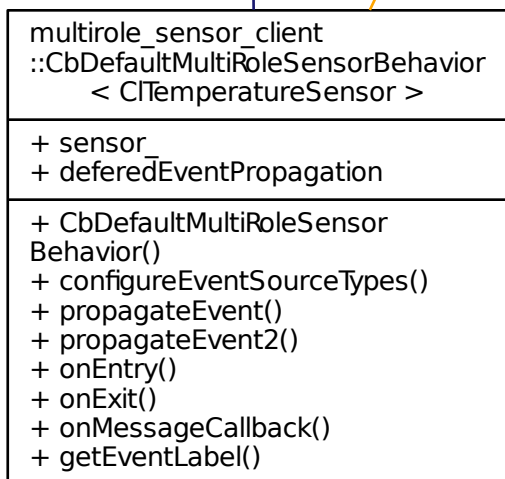 multirole_sensor_client
::CbDefaultMultiRoleSensorBehavior
< ClTemperatureSensor >
+ sensor_
+ deferedEventPropagation
+ CbDefaultMultiRoleSensor
Behavior()
+ configureEventSourceTypes()
+ propagateEvent()
+ propagateEvent2()
+ onEntry()
+ onExit()
+ onMessageCallback()
+ getEventLabel()